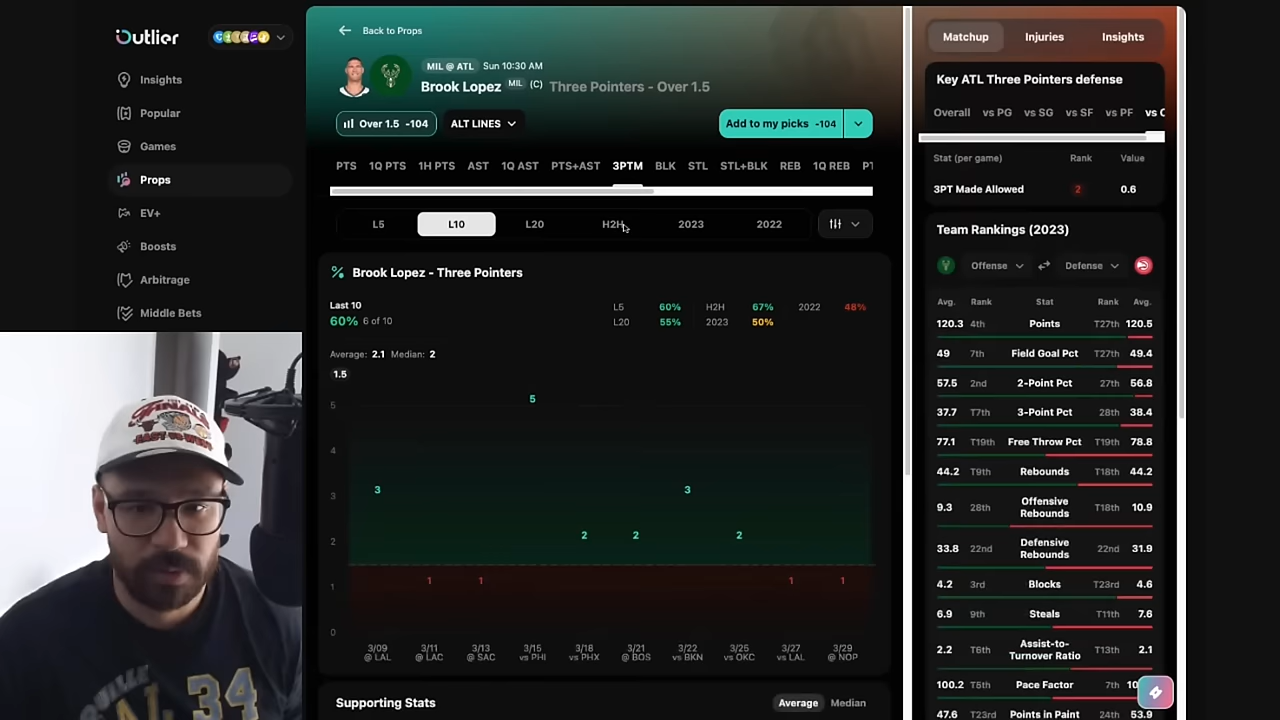 Outlier
Insights
Popular
Games
Props
EV+
Boosts
Arbitrage
Middle Bets
Back to Props
MIL @ ATL Sun 10:30 AM
Brook Lopez MIL (C) Three Pointers - Over 1.5
Over 1.5 -104 ALT LINES
Add to my picks -104
PTS 1Q PTS 1H PTS AST 1Q AST PTS+AST 3PTM BLK STL STL+BLK REB 1Q REB PT
L5 L10 L20 H2H 2023 2022
Brook Lopez - Three Pointers
Last 10
60% 6 of 10
L5 60% H2H 67% 2022 48%
L20 55% 2023 50%
Average: 2.1 Median: 2
1.5
5
4
3
2
1
0
3 1 1 5 2 2 3 2 1 1
3/09 3/11 3/13 3/15 3/18 3/21 3/22 3/25 3/27 3/29
@ LAL @ LAC @ SAC vs PHI vs PHX @ BOS vs BKN vs OKC vs LAL @ NOP
Supporting Stats
Average Median
Matchup Injuries Insights
Key ATL Three Pointers defense
Overall vs PG vs SG vs SF vs PF vs C
Stat (per game) Rank Value
3PT Made Allowed 2 0.6
Team Rankings (2023)
Offense Defense
Avg. Rank Stat Rank Avg.
120.3 4th Points T27th 120.5
49 7th Field Goal Pct T27th 49.4
57.5 2nd 2-Point Pct 27th 56.8
37.7 T7th 3-Point Pct 28th 38.4
77.1 T19th Free Throw Pct T19th 78.8
44.2 T9th Rebounds T18th 44.2
9.3 28th Offensive Rebounds T18th 10.9
33.8 22nd Defensive Rebounds 22nd 31.9
4.2 3rd Blocks T23rd 4.6
6.9 9th Steals T11th 7.6
2.2 T6th Assist-to-Turnover Ratio T13th 2.1
100.2 T5th Pace Factor 7th 10
47.6 T23rd Points in Paint 24th 53.9
FINALS
EAST VS WEST
34